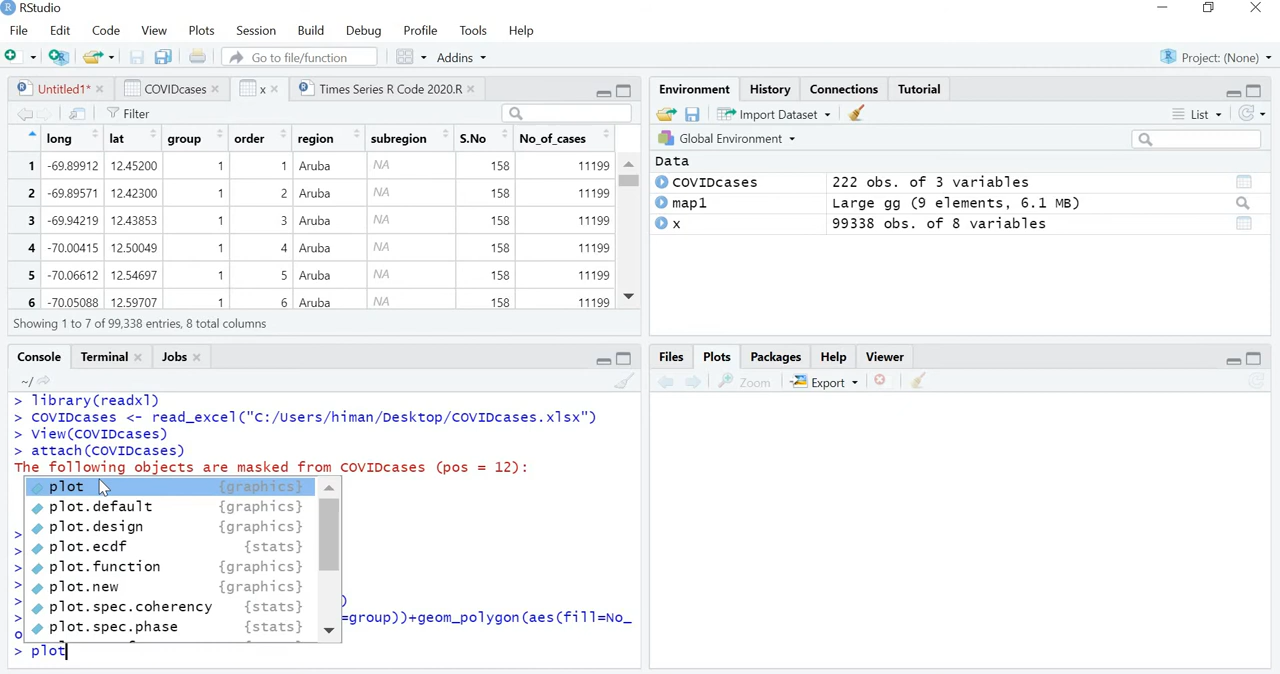 RStudio
File Edit Code View Plots Session Build Debug Profile Tools Help
Go to file/function Addins Project: (None)
Untitled1* COVIDcases x Times Series R Code 2020.R
Filter
long lat group order region subregion S.No No_of_cases
1 -69.89912 12.45200 1 1 Aruba NA 158 11199
2 -69.89571 12.42300 1 2 Aruba NA 158 11199
3 -69.94219 12.43853 1 3 Aruba NA 158 11199
4 -70.00415 12.50049 1 4 Aruba NA 158 11199
5 -70.06612 12.54697 1 5 Aruba NA 158 11199
6 -70.05088 12.59707 1 6 Aruba NA 158 11199
Showing 1 to 7 of 99,338 entries, 8 total columns
Environment History Connections Tutorial
Import Dataset List
Global Environment
Data
COVIDcases 222 obs. of 3 variables
map1 Large gg (9 elements, 6.1 MB)
x 99338 obs. of 8 variables
Console Terminal Jobs
~/
> library(readxl)
> COVIDcases <- read_excel("C:/Users/himan/Desktop/COVIDcases.xlsx")
> View(COVIDcases)
> attach(COVIDcases)
The following objects are masked from COVIDcases (pos = 12):
plot {graphics}
plot.default {graphics}
plot.design {graphics}
> plot.ecdf {stats}
> plot.function {graphics}
> plot.new {graphics}
> plot.spec.coherency {stats} )
> plot.spec.phase {stats} =group))+geom_polygon(aes(fill=No_
o
> plot
Files Plots Packages Help Viewer
Zoom Export